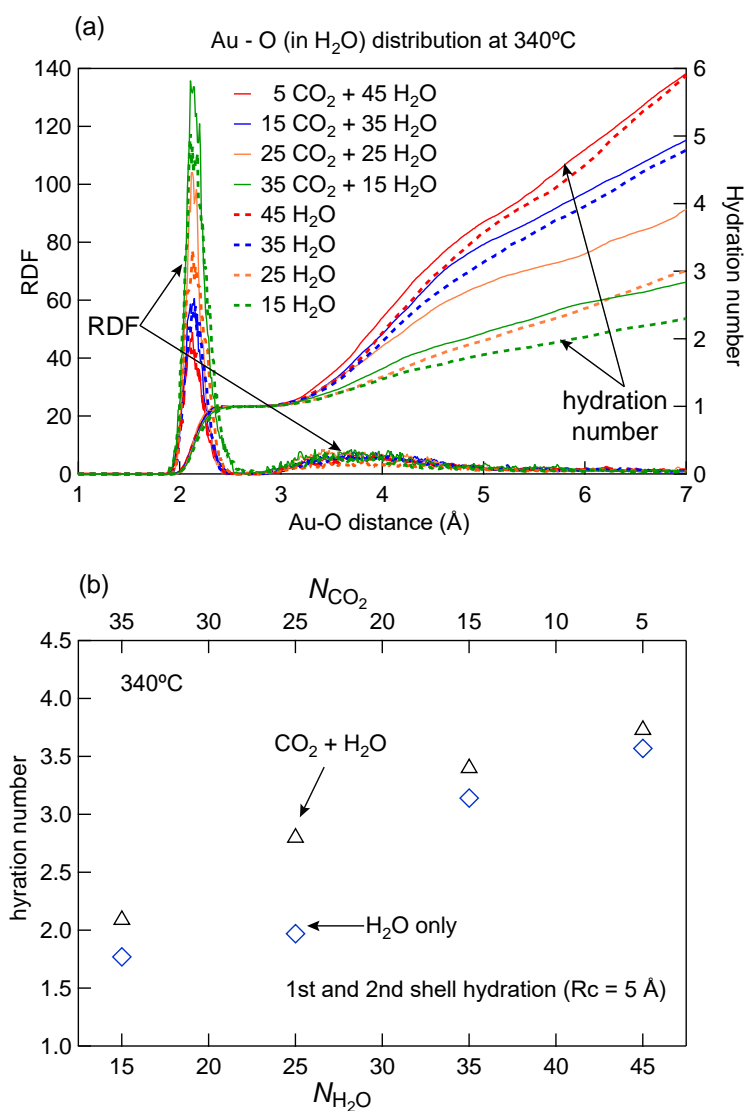 (a)
Au - O (in H₂O) distribution at 340ºC
140
120
100
80
60
40
20
0
RDF
6
5
4
3
2
1
0
Hydration number
5 CO₂ + 45 H₂O
15 CO₂ + 35 H₂O
25 CO₂ + 25 H₂O
35 CO₂ + 15 H₂O
45 H₂O
35 H₂O
25 H₂O
15 H₂O
RDF
hydration
number
1 2 3 4 5 6 7
Au-O distance (Å)
(b)
N_CO₂
35 30 25 20 15 10 5
4.5
4.0
3.5
3.0
2.5
2.0
1.5
1.0
hyration number
340ºC
CO₂ + H₂O
H₂O only
1st and 2nd shell hydration (Rc = 5 Å)
15 20 25 30 35 40 45
N_H₂O